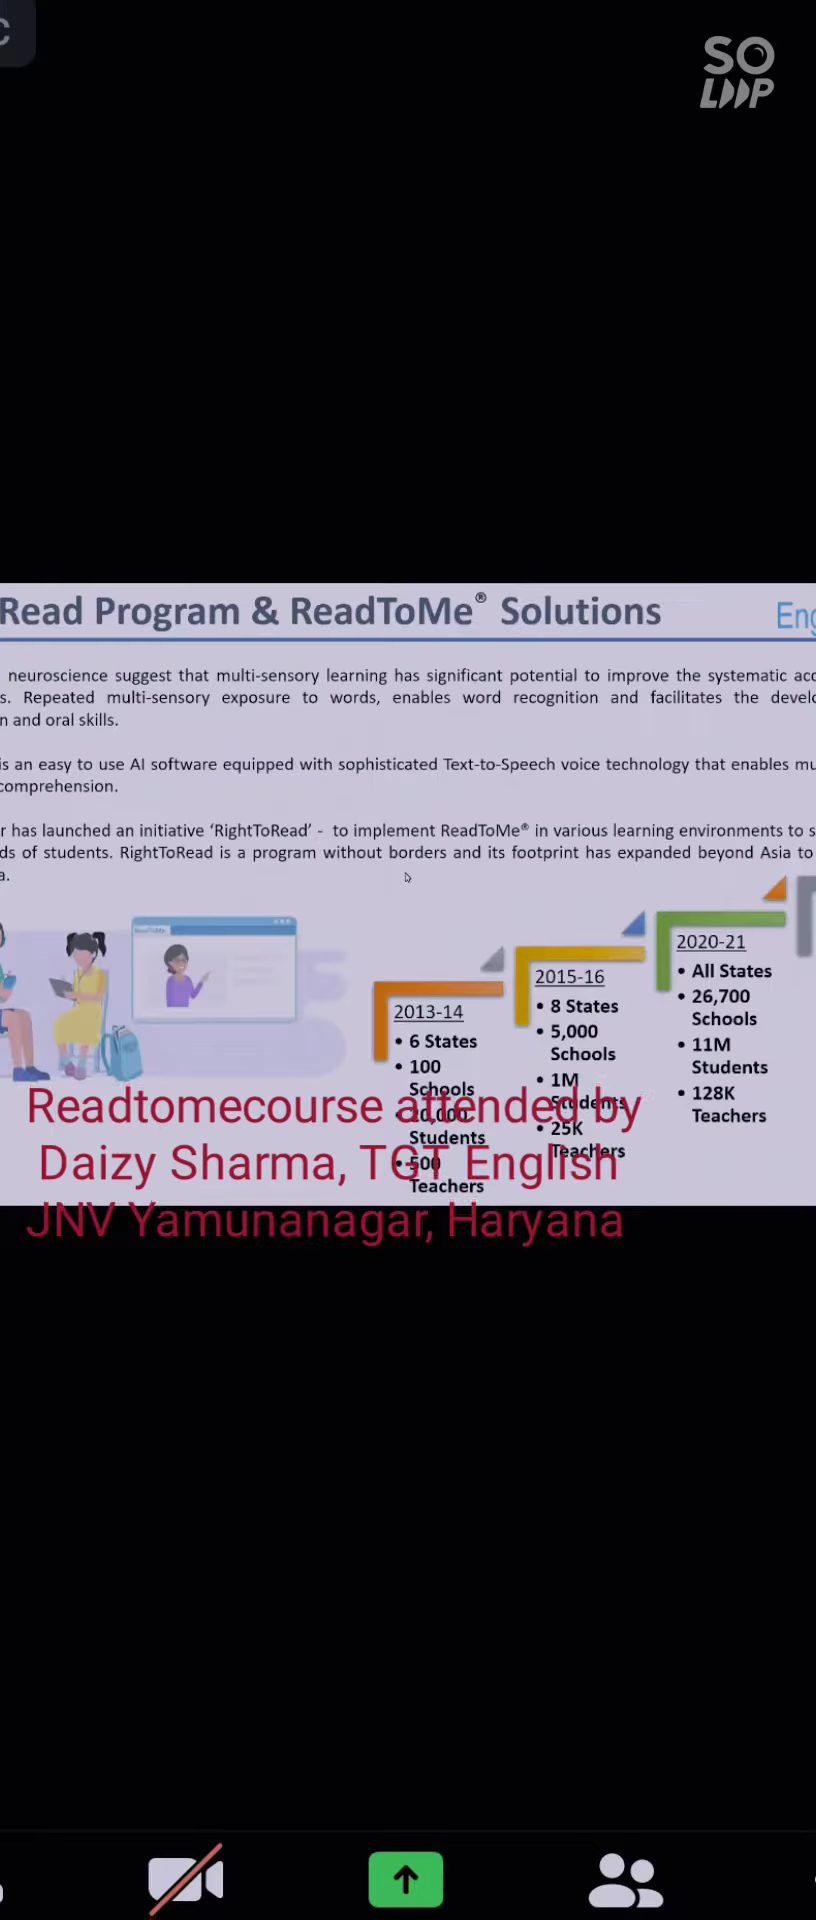 C
SO
LOOP
Read Program & ReadToMe® Solutions
Eng
neuroscience suggest that multi-sensory learning has significant potential to improve the systematic acc
s. Repeated multi-sensory exposure to words, enables word recognition and facilitates the develo
n and oral skills.
is an easy to use AI software equipped with sophisticated Text-to-Speech voice technology that enables mu
comprehension.
r has launched an initiative ‘RightToRead’ - to implement ReadToMe® in various learning environments to s
ds of students. RightToRead is a program without borders and its footprint has expanded beyond Asia to
a.
ReadToMe
2013-14
• 6 States
• 100
Schools
• 20,000
Students
• 500
Teachers
2015-16
• 8 States
• 5,000
Schools
• 1M
Students
• 25K
Teachers
2020-21
• All States
• 26,700
Schools
• 11M
Students
• 128K
Teachers
Readtomecourse attended by
Daizy Sharma, TGT English
JNV Yamunanagar, Haryana